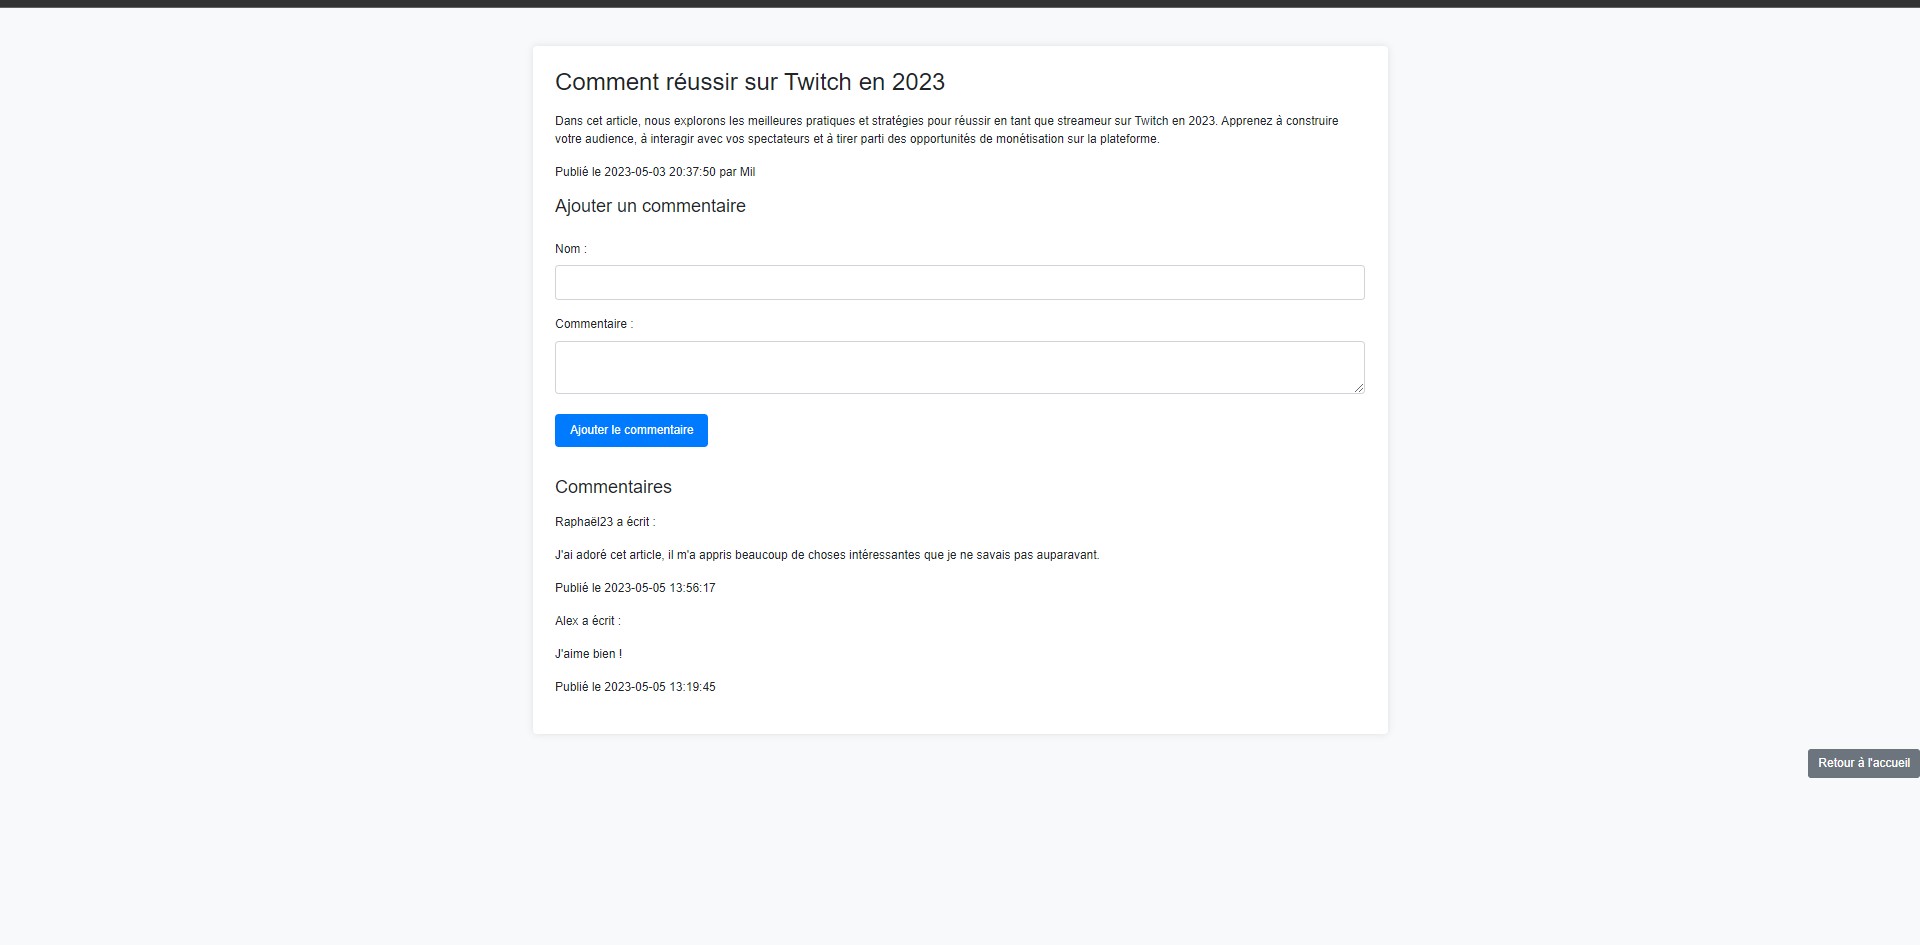 Comment réussir sur Twitch en 2023
Dans cet article, nous explorons les meilleures pratiques et stratégies pour réussir en tant que streameur sur Twitch en 2023. Apprenez à construire
votre audience, à interagir avec vos spectateurs et à tirer parti des opportunités de monétisation sur la plateforme.
Publié le 2023-05-03 20:37:50 par Mil
Ajouter un commentaire
Nom :
Commentaire :
Ajouter le commentaire
Commentaires
Raphaël23 a écrit :
J'ai adoré cet article, il m'a appris beaucoup de choses intéressantes que je ne savais pas auparavant.
Publié le 2023-05-05 13:56:17
Alex a écrit :
J'aime bien !
Publié le 2023-05-05 13:19:45
Retour à l'accueil